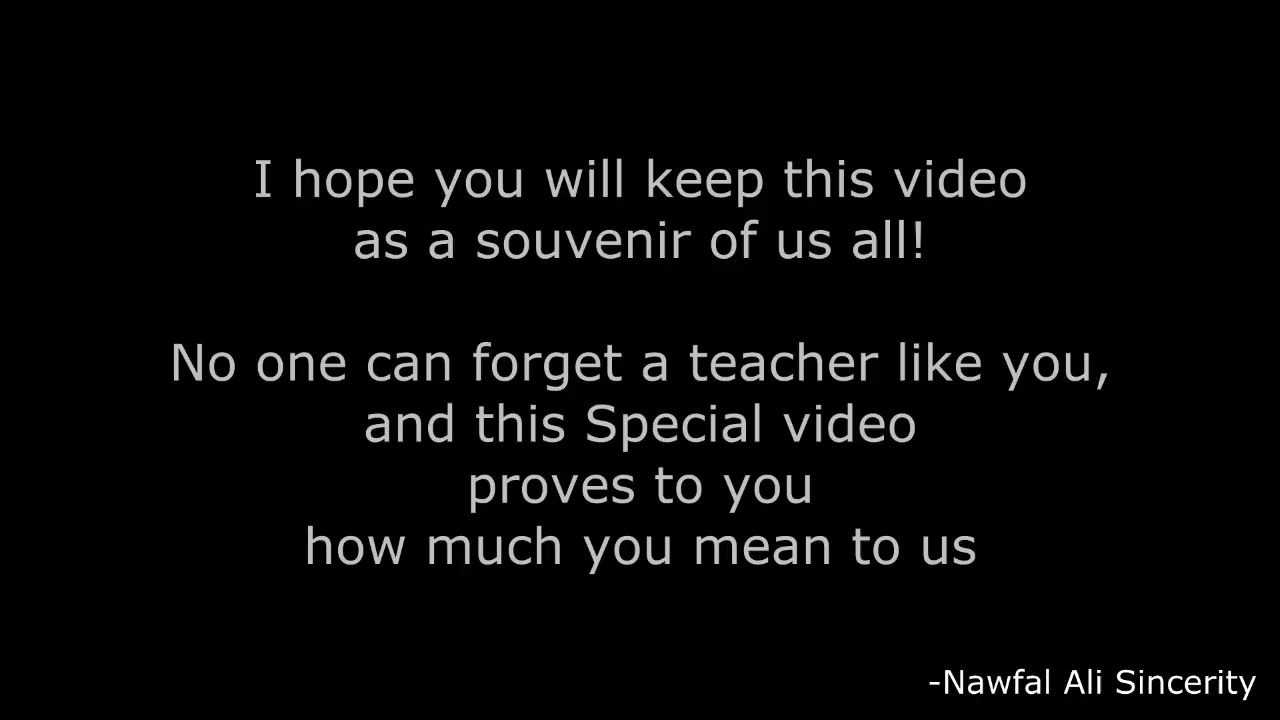 I hope you will keep this video
as a souvenir of us all!
No one can forget a teacher like you,
and this Special video
proves to you
how much you mean to us
-Nawfal Ali Sincerity